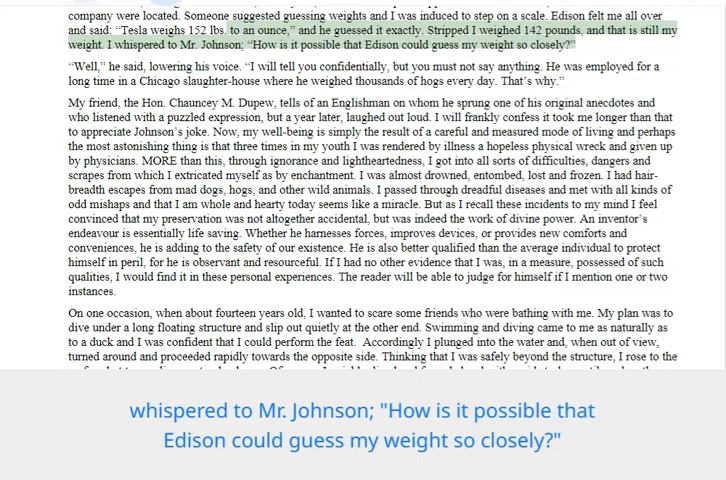 company were located. Someone suggested guessing weights and I was induced to step on a scale. Edison felt me all over
and said: “Tesla weighs 152 lbs. to an ounce,” and he guessed it exactly. Stripped I weighed 142 pounds, and that is still my
weight. I whispered to Mr. Johnson; “How is it possible that Edison could guess my weight so closely?”
“Well,” he said, lowering his voice. “I will tell you confidentially, but you must not say anything. He was employed for a
long time in a Chicago slaughter-house where he weighed thousands of hogs every day. That’s why.”
My friend, the Hon. Chauncey M. Dupew, tells of an Englishman on whom he sprung one of his original anecdotes and
who listened with a puzzled expression, but a year later, laughed out loud. I will frankly confess it took me longer than that
to appreciate Johnson’s joke. Now, my well-being is simply the result of a careful and measured mode of living and perhaps
the most astonishing thing is that three times in my youth I was rendered by illness a hopeless physical wreck and given up
by physicians. MORE than this, through ignorance and lightheartedness, I got into all sorts of difficulties, dangers and
scrapes from which I extricated myself as by enchantment. I was almost drowned, entombed, lost and frozen. I had hair-
breadth escapes from mad dogs, hogs, and other wild animals. I passed through dreadful diseases and met with all kinds of
odd mishaps and that I am whole and hearty today seems like a miracle. But as I recall these incidents to my mind I feel
convinced that my preservation was not altogether accidental, but was indeed the work of divine power. An inventor’s
endeavour is essentially life saving. Whether he harnesses forces, improves devices, or provides new comforts and
conveniences, he is adding to the safety of our existence. He is also better qualified than the average individual to protect
himself in peril, for he is observant and resourceful. If I had no other evidence that I was, in a measure, possessed of such
qualities, I would find it in these personal experiences. The reader will be able to judge for himself if I mention one or two
instances.
On one occasion, when about fourteen years old, I wanted to scare some friends who were bathing with me. My plan was to
dive under a long floating structure and slip out quietly at the other end. Swimming and diving came to me as naturally as
to a duck and I was confident that I could perform the feat. Accordingly I plunged into the water and, when out of view,
turned around and proceeded rapidly towards the opposite side. Thinking that I was safely beyond the structure, I rose to the
whispered to Mr. Johnson; "How is it possible that
Edison could guess my weight so closely?"